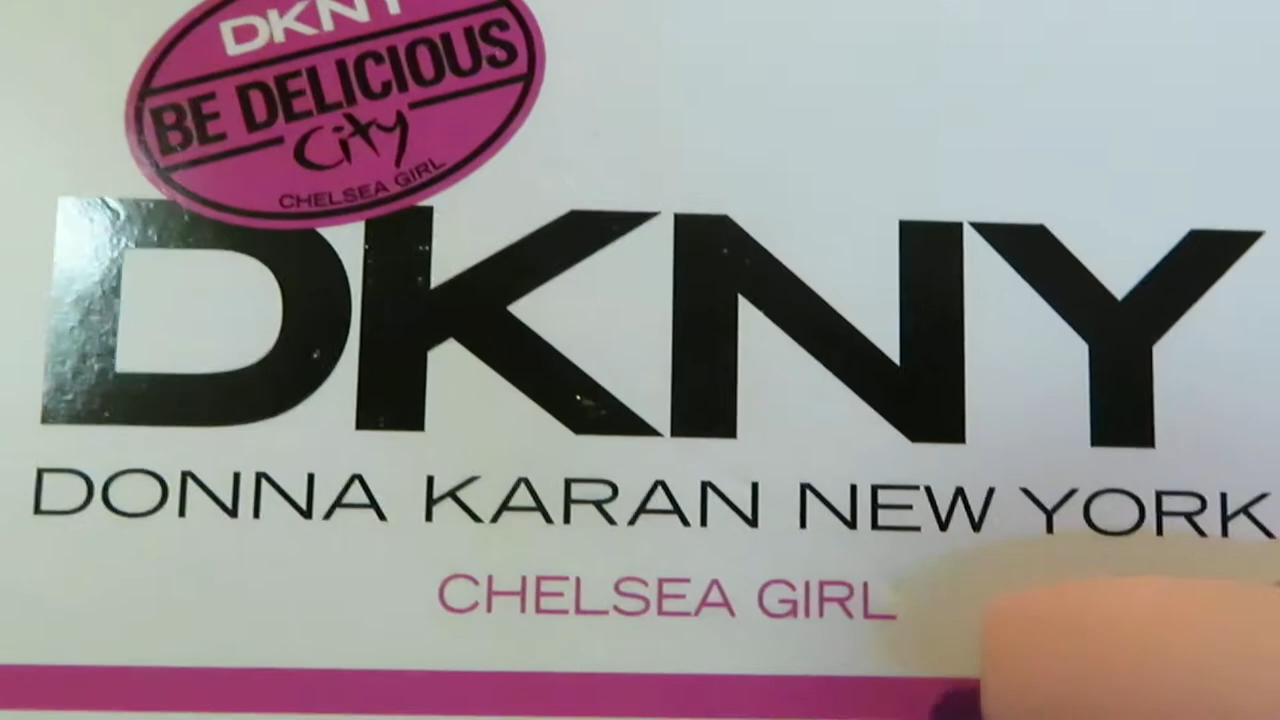 DKNY
BE DELICIOUS
City
CHELSEA GIRL
DKNY
DONNA KARAN NEW YORK
CHELSEA GIRL